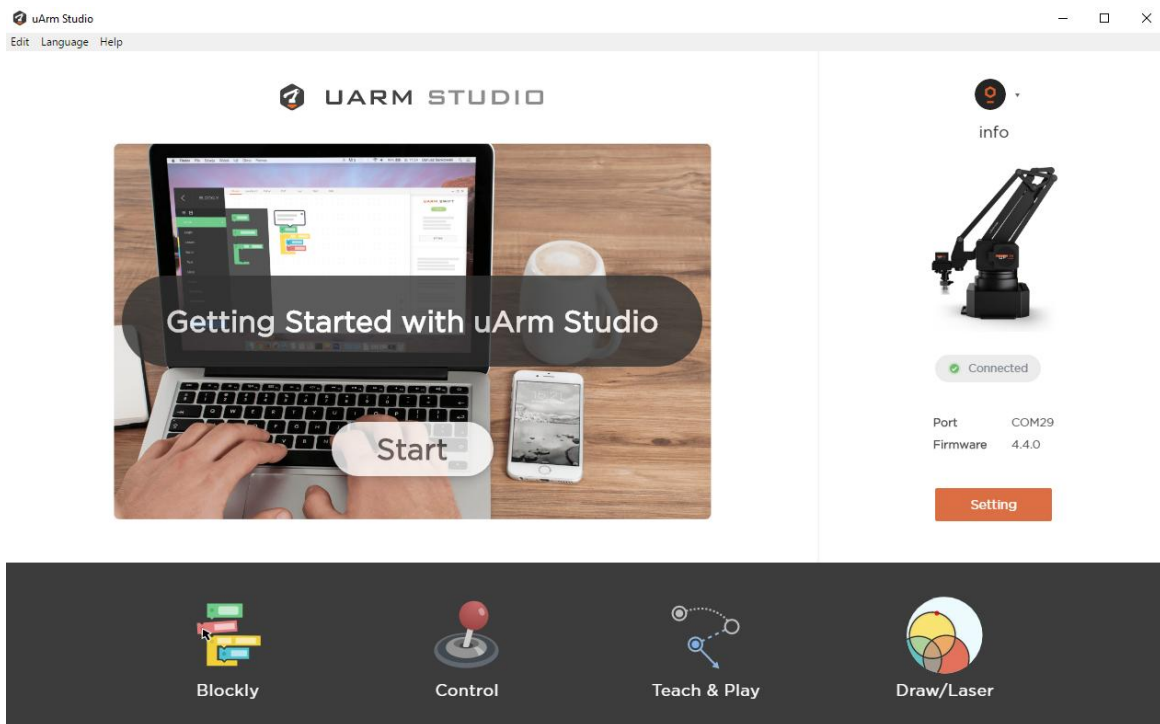 uArm Studio
Edit Language Help
UARM STUDIO
info
Getting Started with uArm Studio
Start
Connected
Port COM29
Firmware 4.4.0
Setting
Blockly
Control
Teach & Play
Draw/Laser